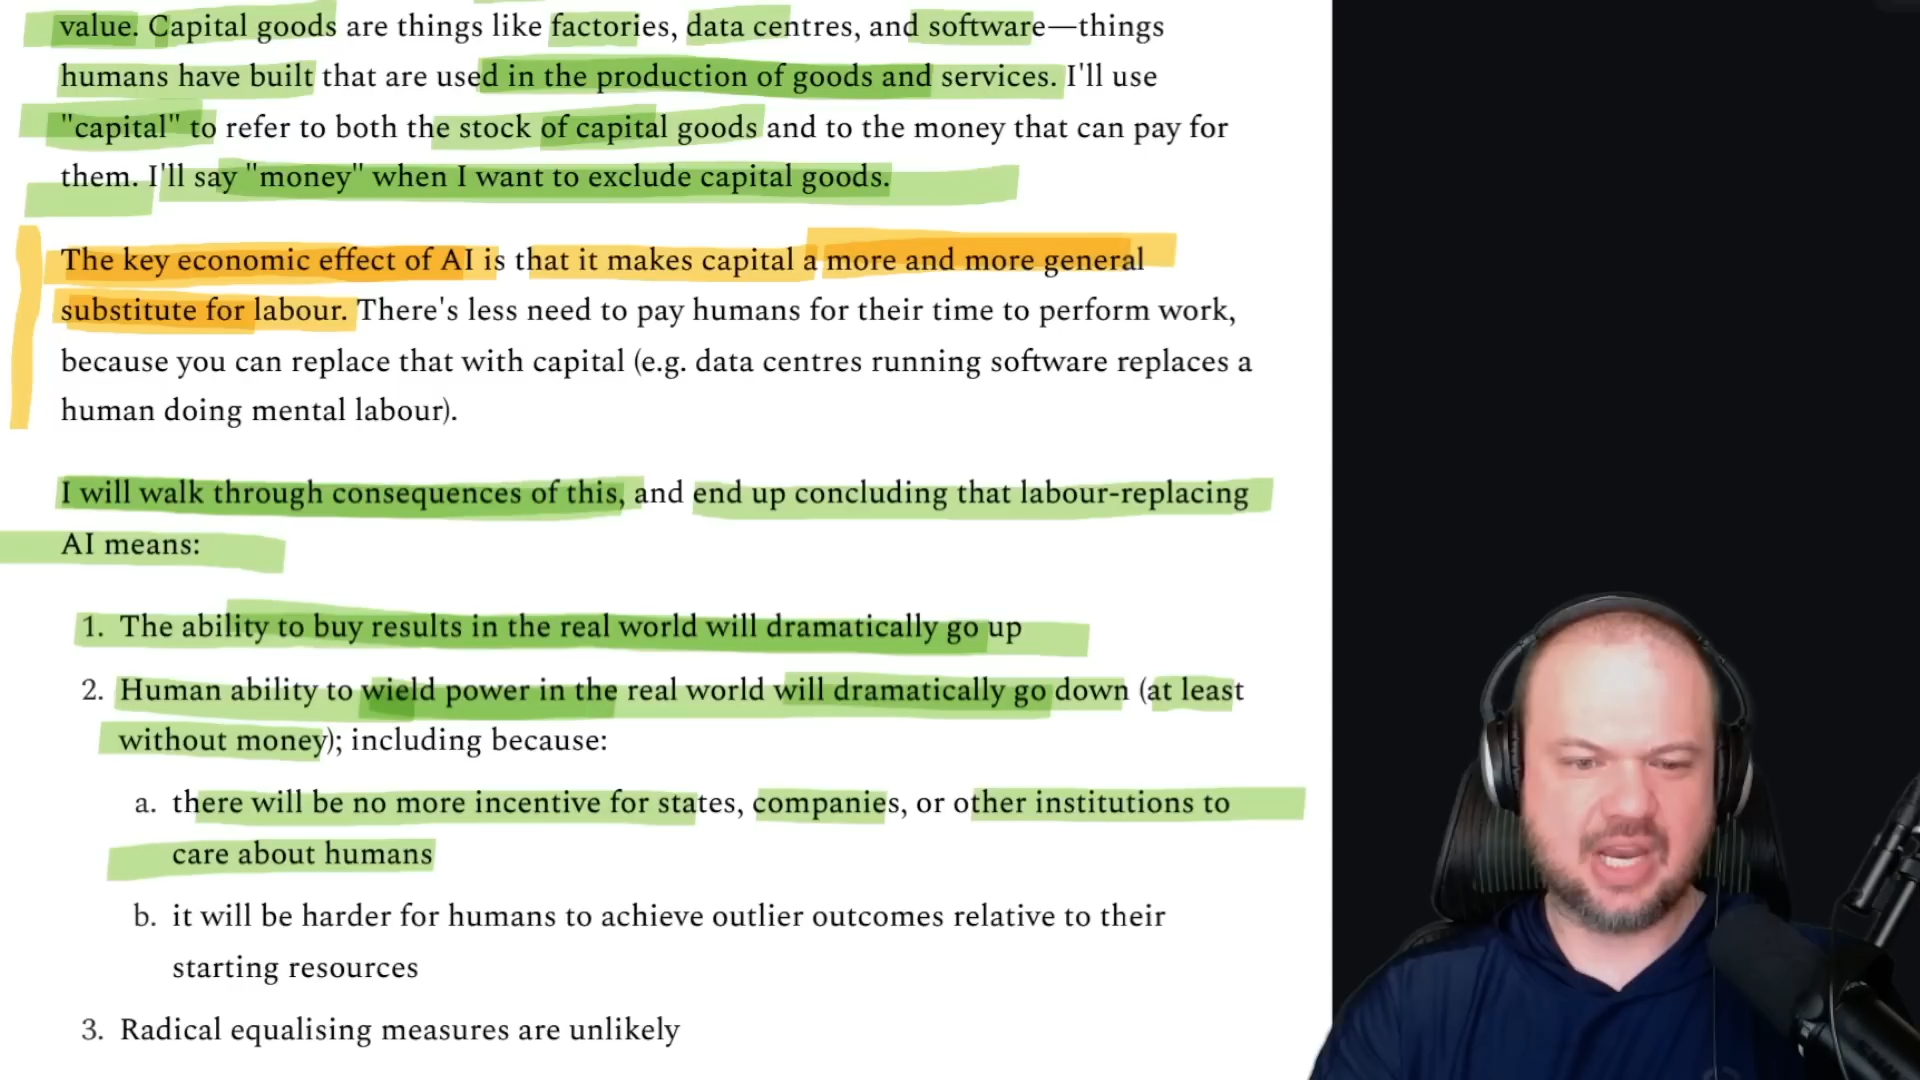 value. Capital goods are things like factories, data centres, and software—things
humans have built that are used in the production of goods and services. I'll use
"capital" to refer to both the stock of capital goods and to the money that can pay for
them. I'll say "money" when I want to exclude capital goods.
The key economic effect of AI is that it makes capital a more and more general
substitute for labour. There's less need to pay humans for their time to perform work,
because you can replace that with capital (e.g. data centres running software replaces a
human doing mental labour).
I will walk through consequences of this, and end up concluding that labour-replacing
AI means:
1. The ability to buy results in the real world will dramatically go up
2. Human ability to wield power in the real world will dramatically go down (at least
without money); including because:
a. there will be no more incentive for states, companies, or other institutions to
care about humans
b. it will be harder for humans to achieve outlier outcomes relative to their
starting resources
3. Radical equalising measures are unlikely